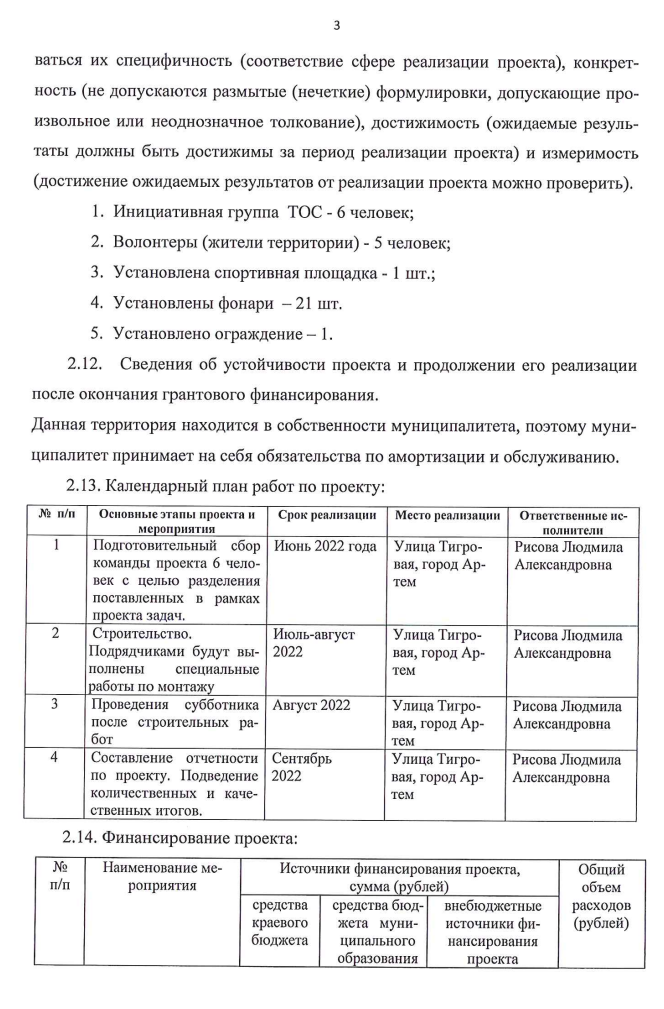 3
ваться их специфичность (соответствие сфере реализации проекта), конкрет-
ность (не допускаются размытые (нечеткие) формулировки, допускающие про-
извольное или неоднозначное толкование), достижимость (ожидаемые резуль-
таты должны быть достижимы за период реализации проекта) и измеримость
(достижение ожидаемых результатов от реализации проекта можно проверить).
1. Инициативная группа ТОС - 6 человек;
2. Волонтеры (жители территории) - 5 человек;
3. Установлена спортивная площадка - 1 шт.;
4. Установлены фонари – 21 шт.
5. Установлено ограждение – 1.
2.12. Сведения об устойчивости проекта и продолжении его реализации
после окончания грантового финансирования.
Данная территория находится в собственности муниципалитета, поэтому муни-
ципалитет принимает на себя обязательства по амортизации и обслуживанию.
2.13. Календарный план работ по проекту:
№ п/п
Основные этапы проекта и
мероприятия
Срок реализации
Место реализации
Ответственные ис-
полнители
1
Подготовительный сбор
команды проекта 6 чело-
век с целью разделения
поставленных в рамках
проекта задач.
Июнь 2022 года
Улица Тигро-
вая, город Ар-
тем
Рисова Людмила
Александровна
2
Строительство.
Подрядчиками будут вы-
полнены специальные
работы по монтажу
Июль-август
2022
Улица Тигро-
вая, город Ар-
тем
Рисова Людмила
Александровна
3
Проведения субботника
после строительных ра-
бот
Август 2022
Улица Тигро-
вая, город Ар-
тем
Рисова Людмила
Александровна
4
Составление отчетности
по проекту. Подведение
количественных и каче-
ственных итогов.
Сентябрь
2022
Улица Тигро-
вая, город Ар-
тем
Рисова Людмила
Александровна
2.14. Финансирование проекта:
№
п/п
Наименование ме-
роприятия
Источники финансирования проекта,
сумма (рублей)
средства
краевого
бюджета
средства бюд-
жета муни-
ципального
образования
внебюджетные
источники фи-
нансирования
проекта
Общий
объем
расходов
(рублей)